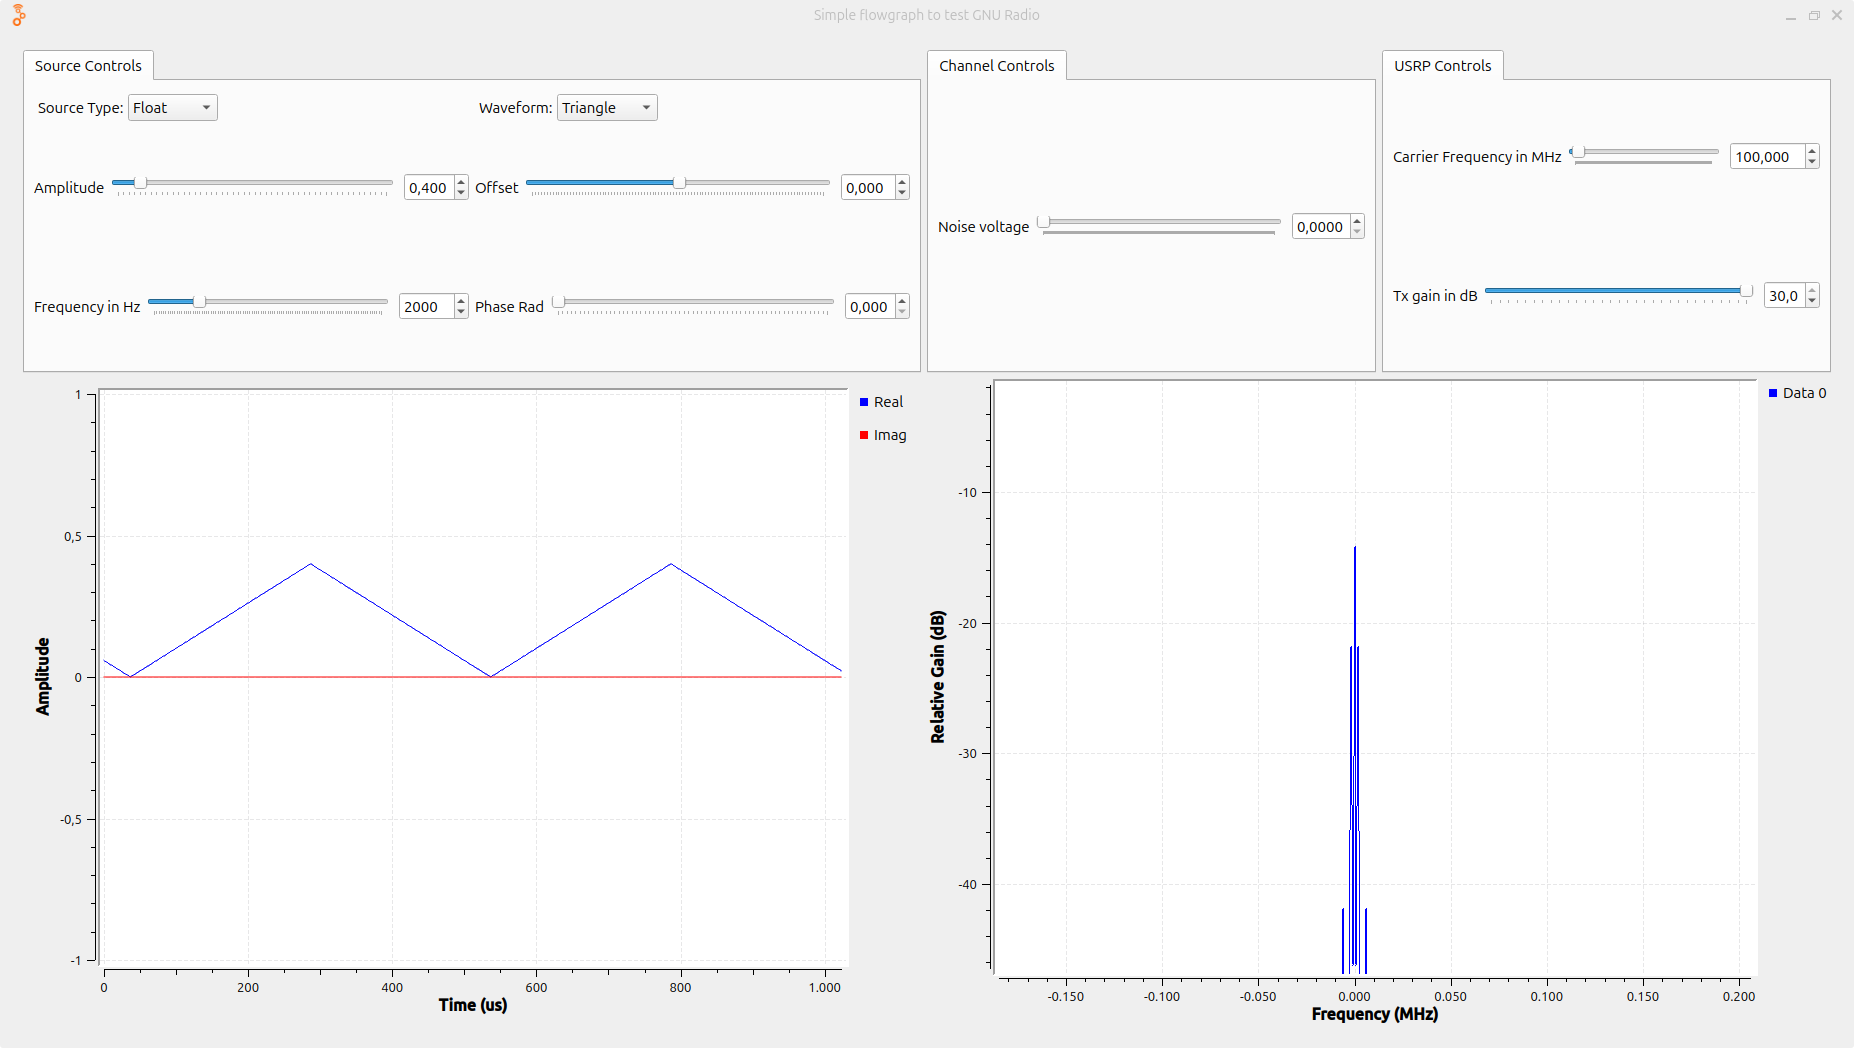 Simple flowgraph to test GNU Radio
Source Controls
Source Type: Float
Waveform: Triangle
Amplitude 0,400
Offset 0,000
Frequency in Hz 2000
Phase Rad 0,000
Channel Controls
Noise voltage 0,0000
USRP Controls
Carrier Frequency in MHz 100,000
Tx gain in dB 30,0
1
0,5
0
-0,5
-1
Amplitude
0 200 400 600 800 1.000
Time (us)
Real
Imag
-10
-20
-30
-40
Relative Gain (dB)
-0.150 -0.100 -0.050 0.000 0.050 0.100 0.150 0.200
Frequency (MHz)
Data 0